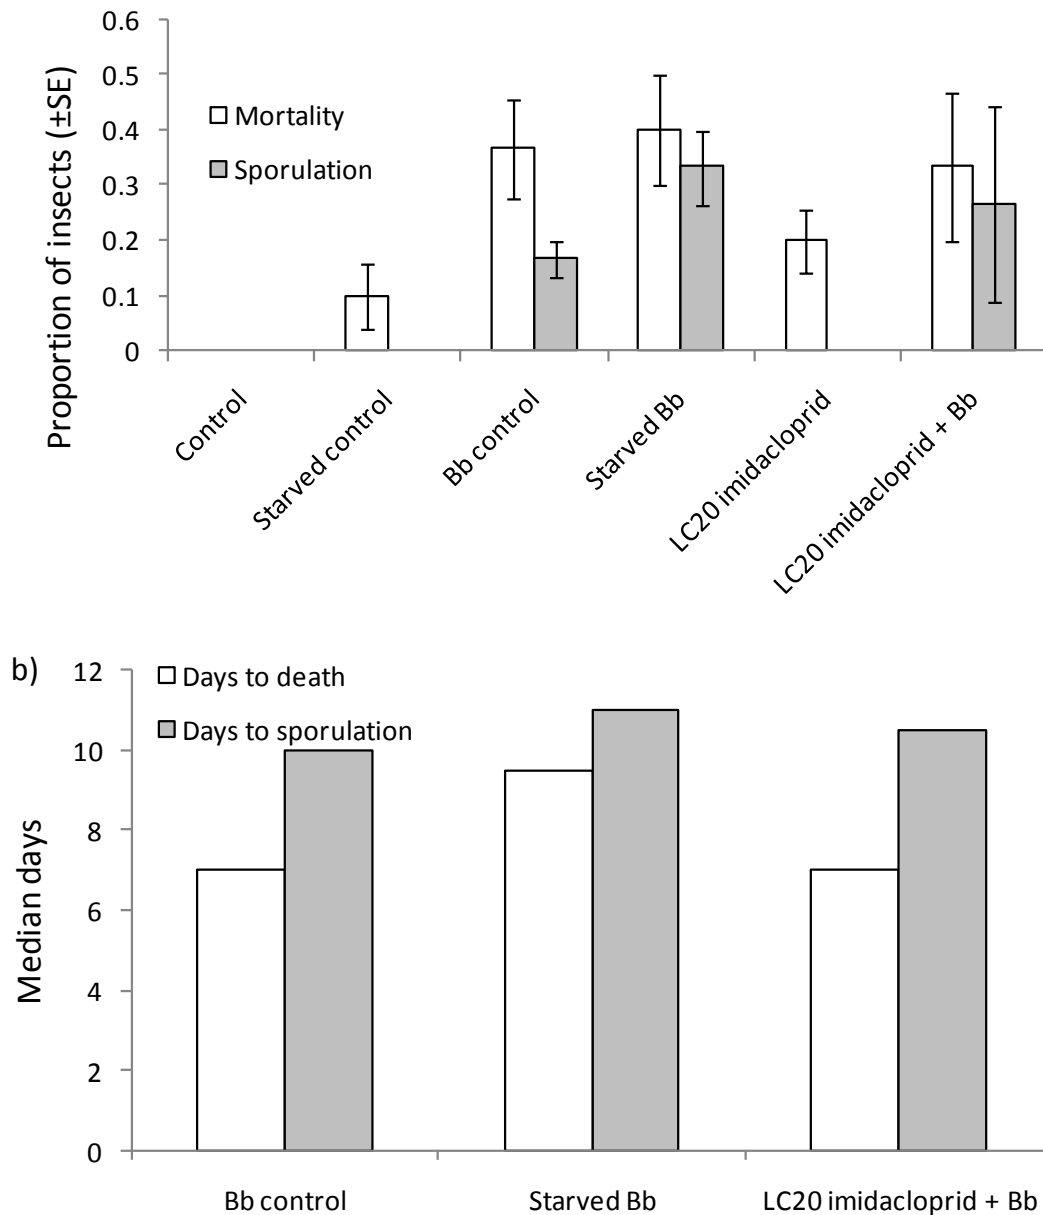 0.6
0.5
0.4
0.3
0.2
0.1
0
Proportion of insects (±SE)
Mortality
Sporulation
Control
Starved control
Bb control
Starved Bb
LC20 imidacloprid
LC20 imidacloprid + Bb
b)
12
10
8
6
4
2
0
Median days
Days to death
Days to sporulation
Bb control
Starved Bb
LC20 imidacloprid + Bb